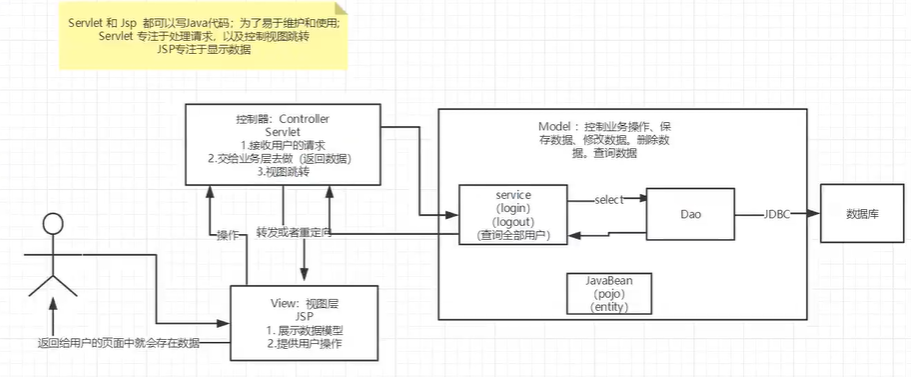 Servlet 和 Jsp 都可以写Java代码；为了易于维护和使用;
Servlet 专注于处理请求，以及控制视图跳转
JSP专注于显示数据
控制器：Controller
Servlet
1.接收用户的请求
2.交给业务层去做（返回数据）
3.视图跳转
Model ：控制业务操作、保
存数据、修改数据。删除数
据。查询数据
service
（login）
（logout）
（查询全部用户）
select
Dao
JDBC
数据库
JavaBean
（pojo）
（entity）
操作
转发或者重定向
View：视图层
JSP
1. 展示数据模型
2.提供用户操作
返回给用户的页面中就会存在数据